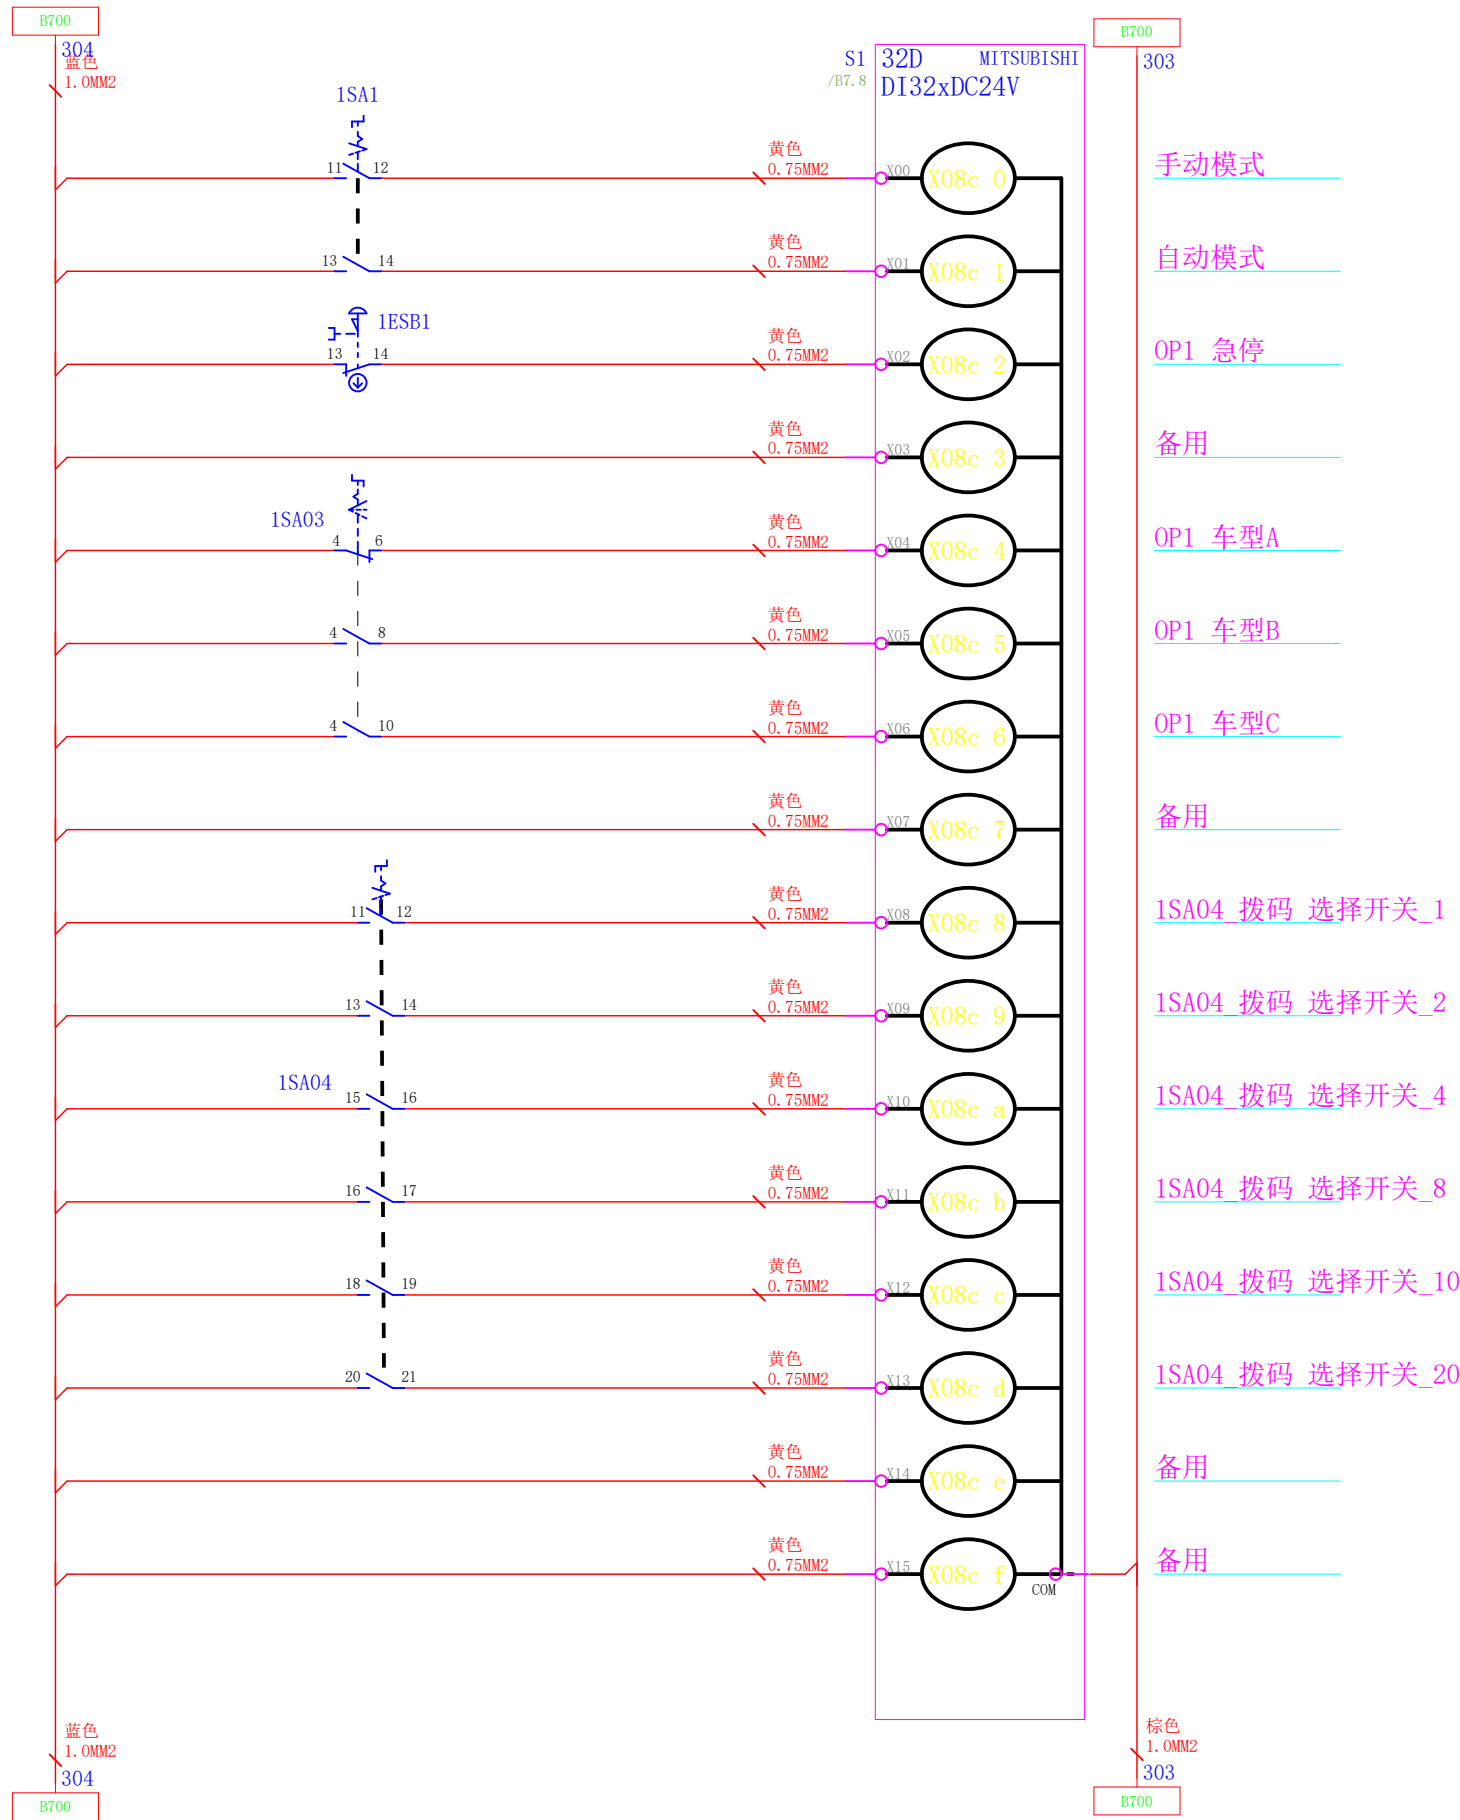 B700
304
蓝色
1.0MM2
S1
/B7.8
32D
MITSUBISHI
DI32xDC24V
B700
303
1SA1
11
12
黄色
0.75MM2
X00
X08c 0
手动模式
13
14
黄色
0.75MM2
X01
X08c 1
自动模式
1ESB1
13
14
黄色
0.75MM2
X02
X08c 2
OP1 急停
黄色
0.75MM2
X03
X08c 3
备用
1SA03
4
6
黄色
0.75MM2
X04
X08c 4
OP1 车型A
4
8
黄色
0.75MM2
X05
X08c 5
OP1 车型B
4
10
黄色
0.75MM2
X06
X08c 6
OP1 车型C
黄色
0.75MM2
X07
X08c 7
备用
11
12
黄色
0.75MM2
X08
X08c 8
1SA04_拨码 选择开关_1
13
14
黄色
0.75MM2
X09
X08c 9
1SA04_拨码 选择开关_2
1SA04
15
16
黄色
0.75MM2
X10
X08c a
1SA04_拨码 选择开关_4
16
17
黄色
0.75MM2
X11
X08c b
1SA04_拨码 选择开关_8
18
19
黄色
0.75MM2
X12
X08c c
1SA04_拨码 选择开关_10
20
21
黄色
0.75MM2
X13
X08c d
1SA04_拨码 选择开关_20
黄色
0.75MM2
X14
X08c e
备用
黄色
0.75MM2
X15
X08c f
COM
备用
蓝色
1.0MM2
304
B700
棕色
1.0MM2
303
B700